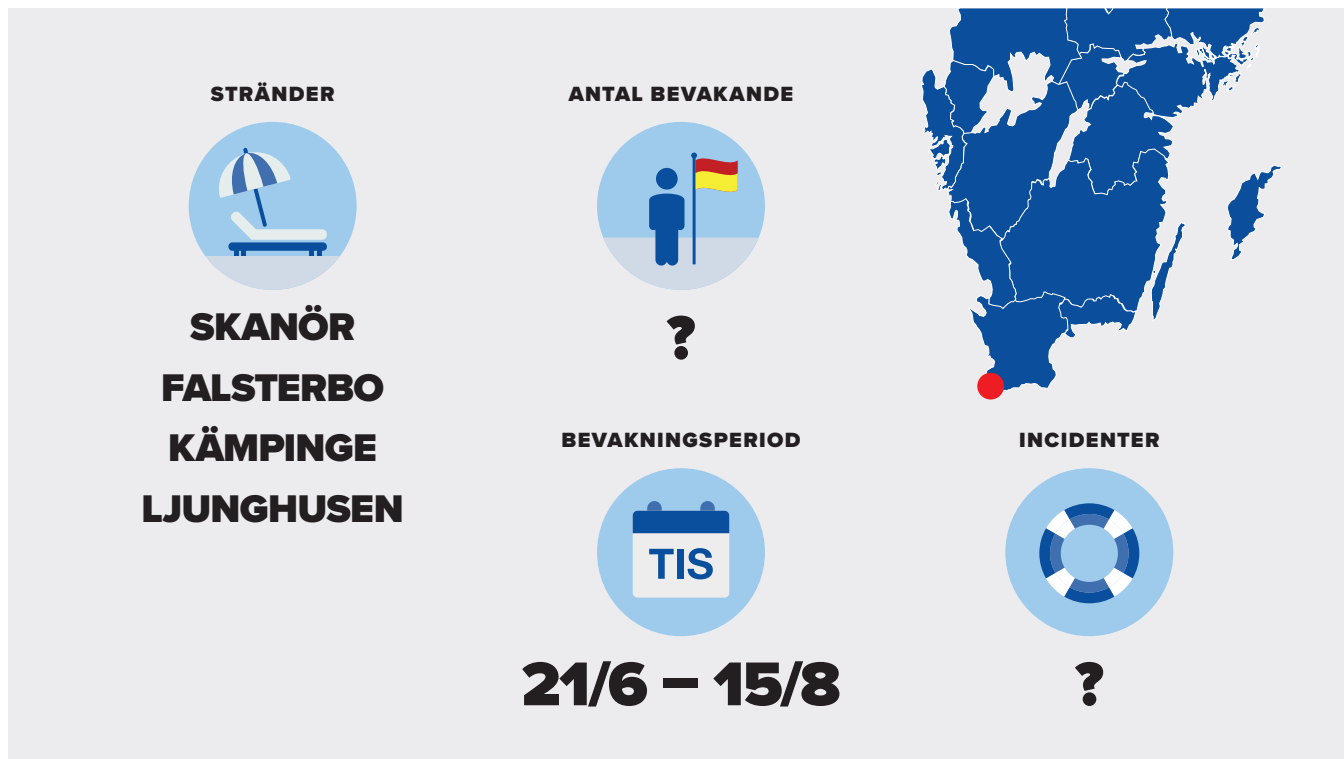 STRÄNDER
SKANÖR
FALSTERBO
KÄMPINGE
LJUNGHUSEN
ANTAL BEVAKANDE
?
BEVAKNINGSPERIOD
TIS
21/6 – 15/8
INCIDENTER
?